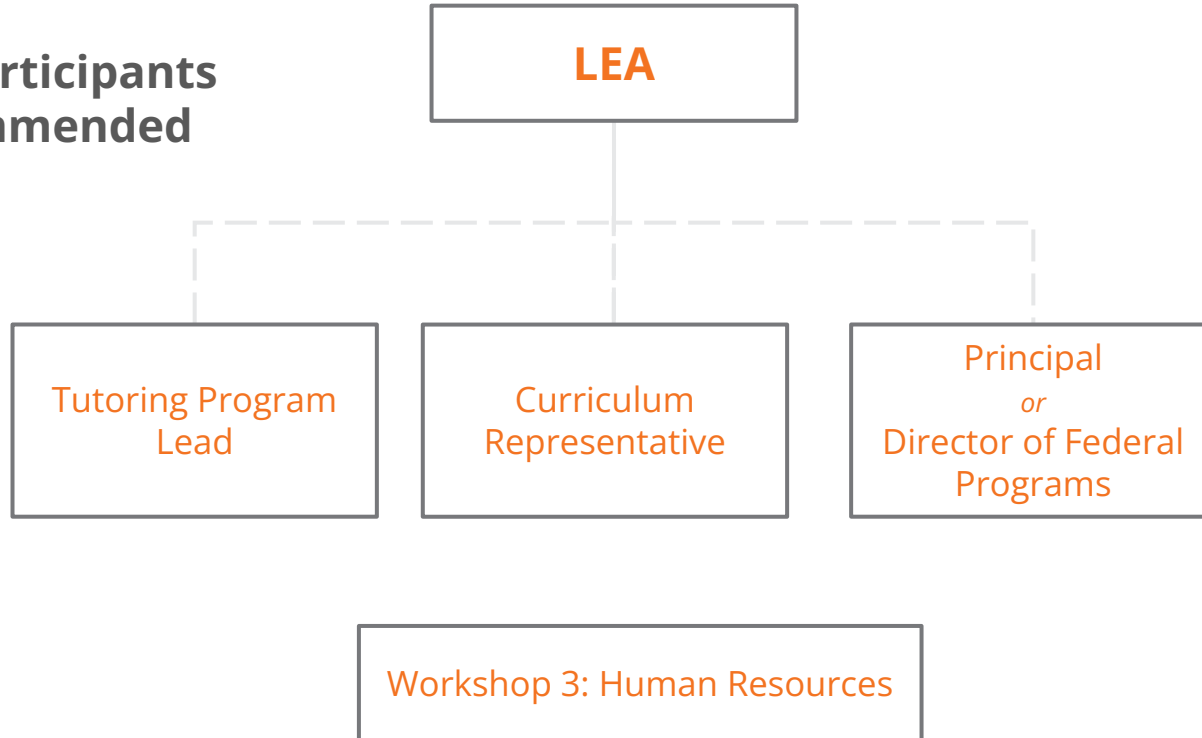 rticipants
mended
LEA
Tutoring Program
Lead
Curriculum
Representative
Principal
or
Director of Federal
Programs
Workshop 3: Human Resources